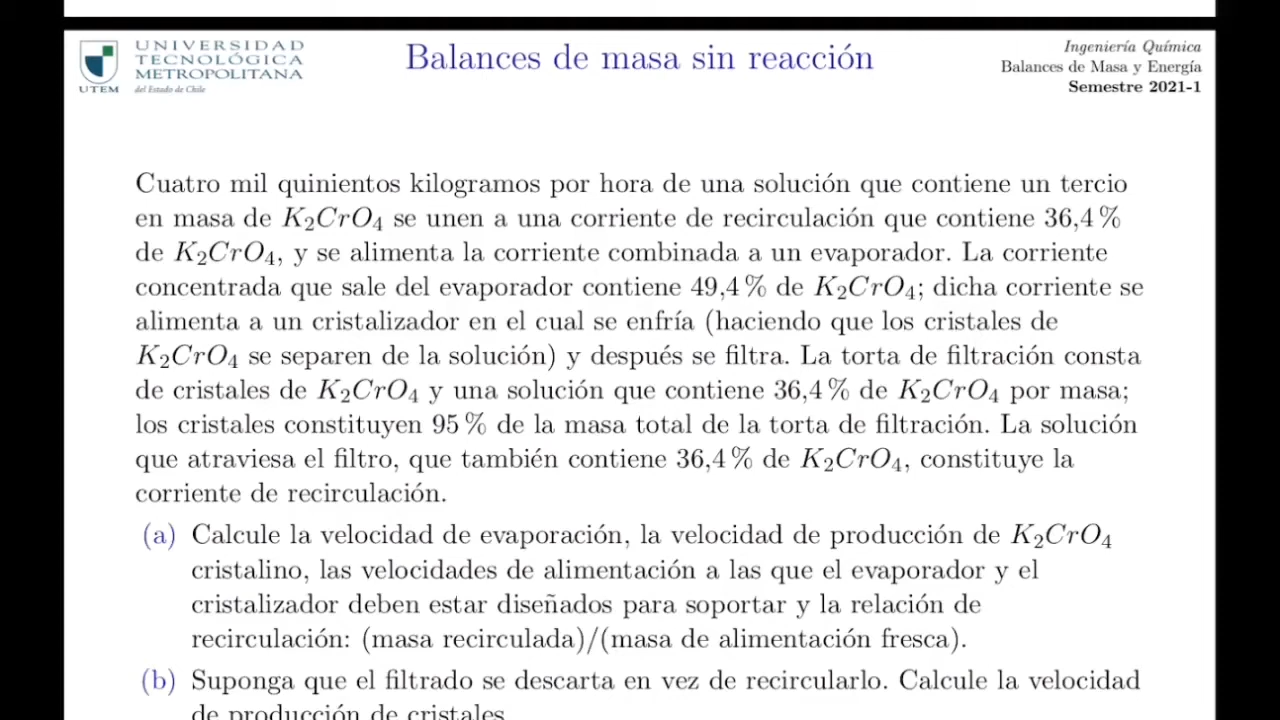 UNIVERSIDAD
TECNOLÓGICA
METROPOLITANA
UTEM
del Estado de Chile
Balances de masa sin reacción
Ingeniería Química
Balances de Masa y Energía
Semestre 2021-1
Cuatro mil quinientos kilogramos por hora de una solución que contiene un tercio
en masa de K₂CrO₄ se unen a una corriente de recirculación que contiene 36,4 %
de K₂CrO₄, y se alimenta la corriente combinada a un evaporador. La corriente
concentrada que sale del evaporador contiene 49,4 % de K₂CrO₄; dicha corriente se
alimenta a un cristalizador en el cual se enfría (haciendo que los cristales de
K₂CrO₄ se separen de la solución) y después se filtra. La torta de filtración consta
de cristales de K₂CrO₄ y una solución que contiene 36,4 % de K₂CrO₄ por masa;
los cristales constituyen 95 % de la masa total de la torta de filtración. La solución
que atraviesa el filtro, que también contiene 36,4 % de K₂CrO₄, constituye la
corriente de recirculación.
(a) Calcule la velocidad de evaporación, la velocidad de producción de K₂CrO₄
cristalino, las velocidades de alimentación a las que el evaporador y el
cristalizador deben estar diseñados para soportar y la relación de
recirculación: (masa recirculada)/(masa de alimentación fresca).
(b) Suponga que el filtrado se descarta en vez de recircularlo. Calcule la velocidad
de producción de cristales